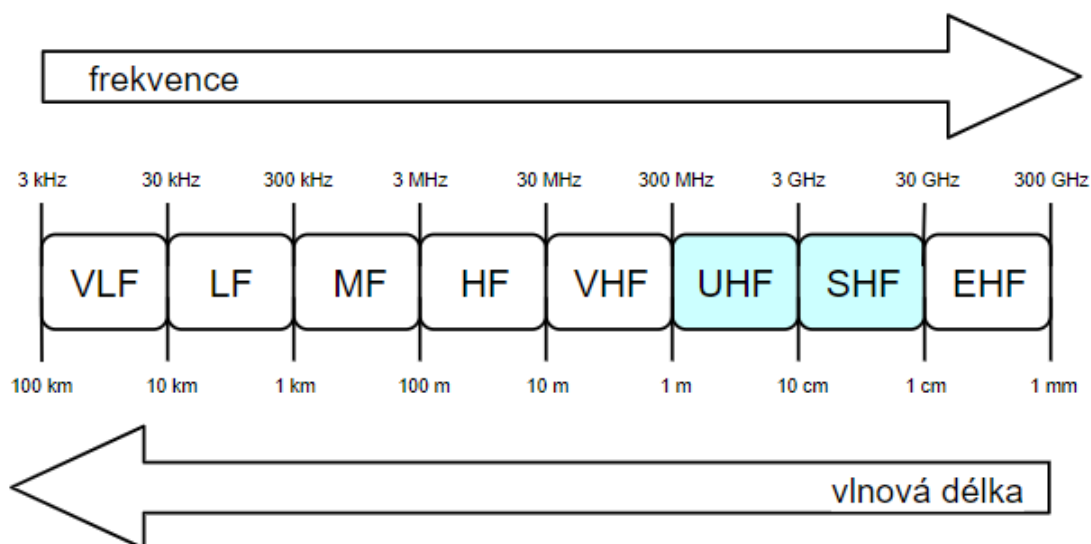 frekvence
3 kHz 30 kHz 300 kHz 3 MHz 30 MHz 300 MHz 3 GHz 30 GHz 300 GHz
VLF LF MF HF VHF UHF SHF EHF
100 km 10 km 1 km 100 m 10 m 1 m 10 cm 1 cm 1 mm
vlnová délka